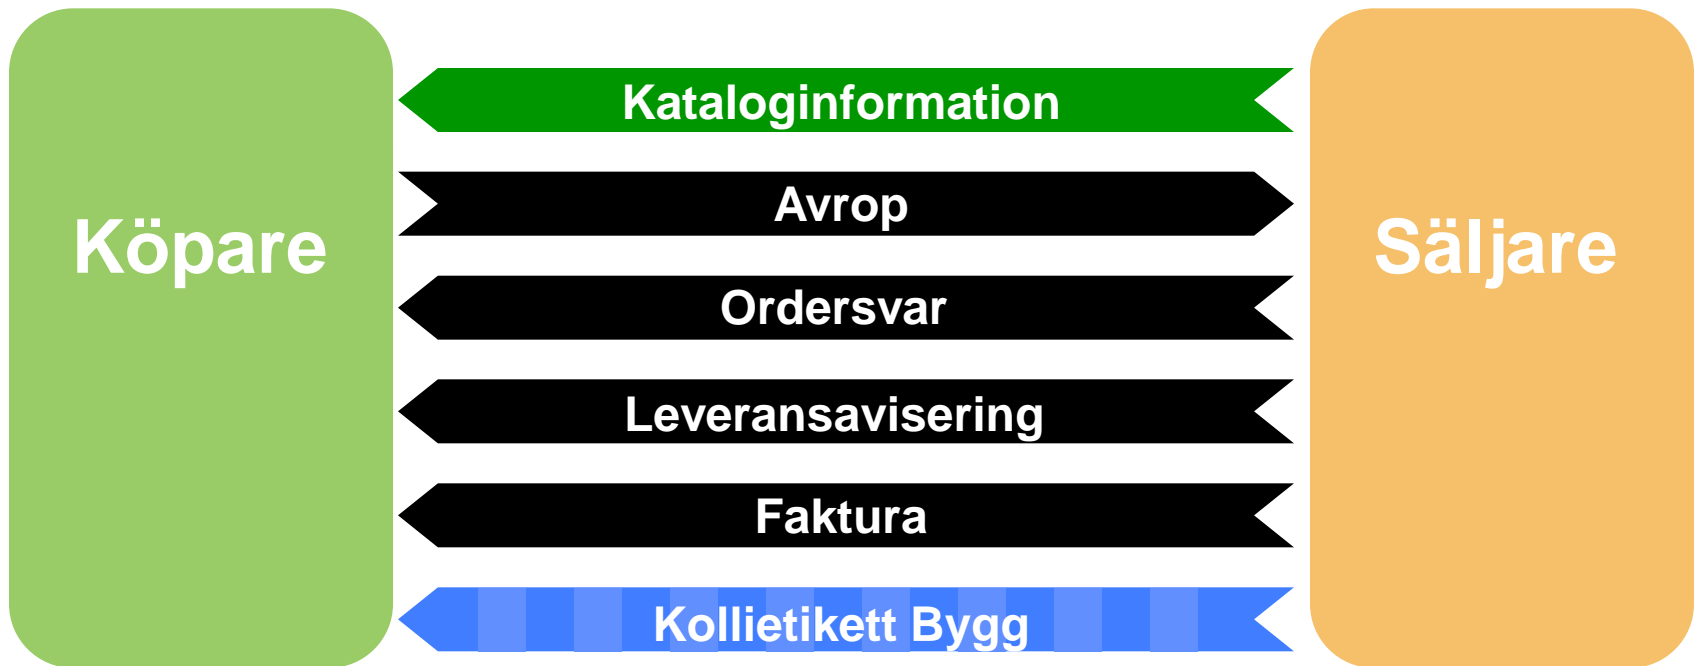 Kataloginformation
Avrop
Köpare
Säljare
Ordersvar
Leveransavisering
Faktura
Kollietikett Bygg